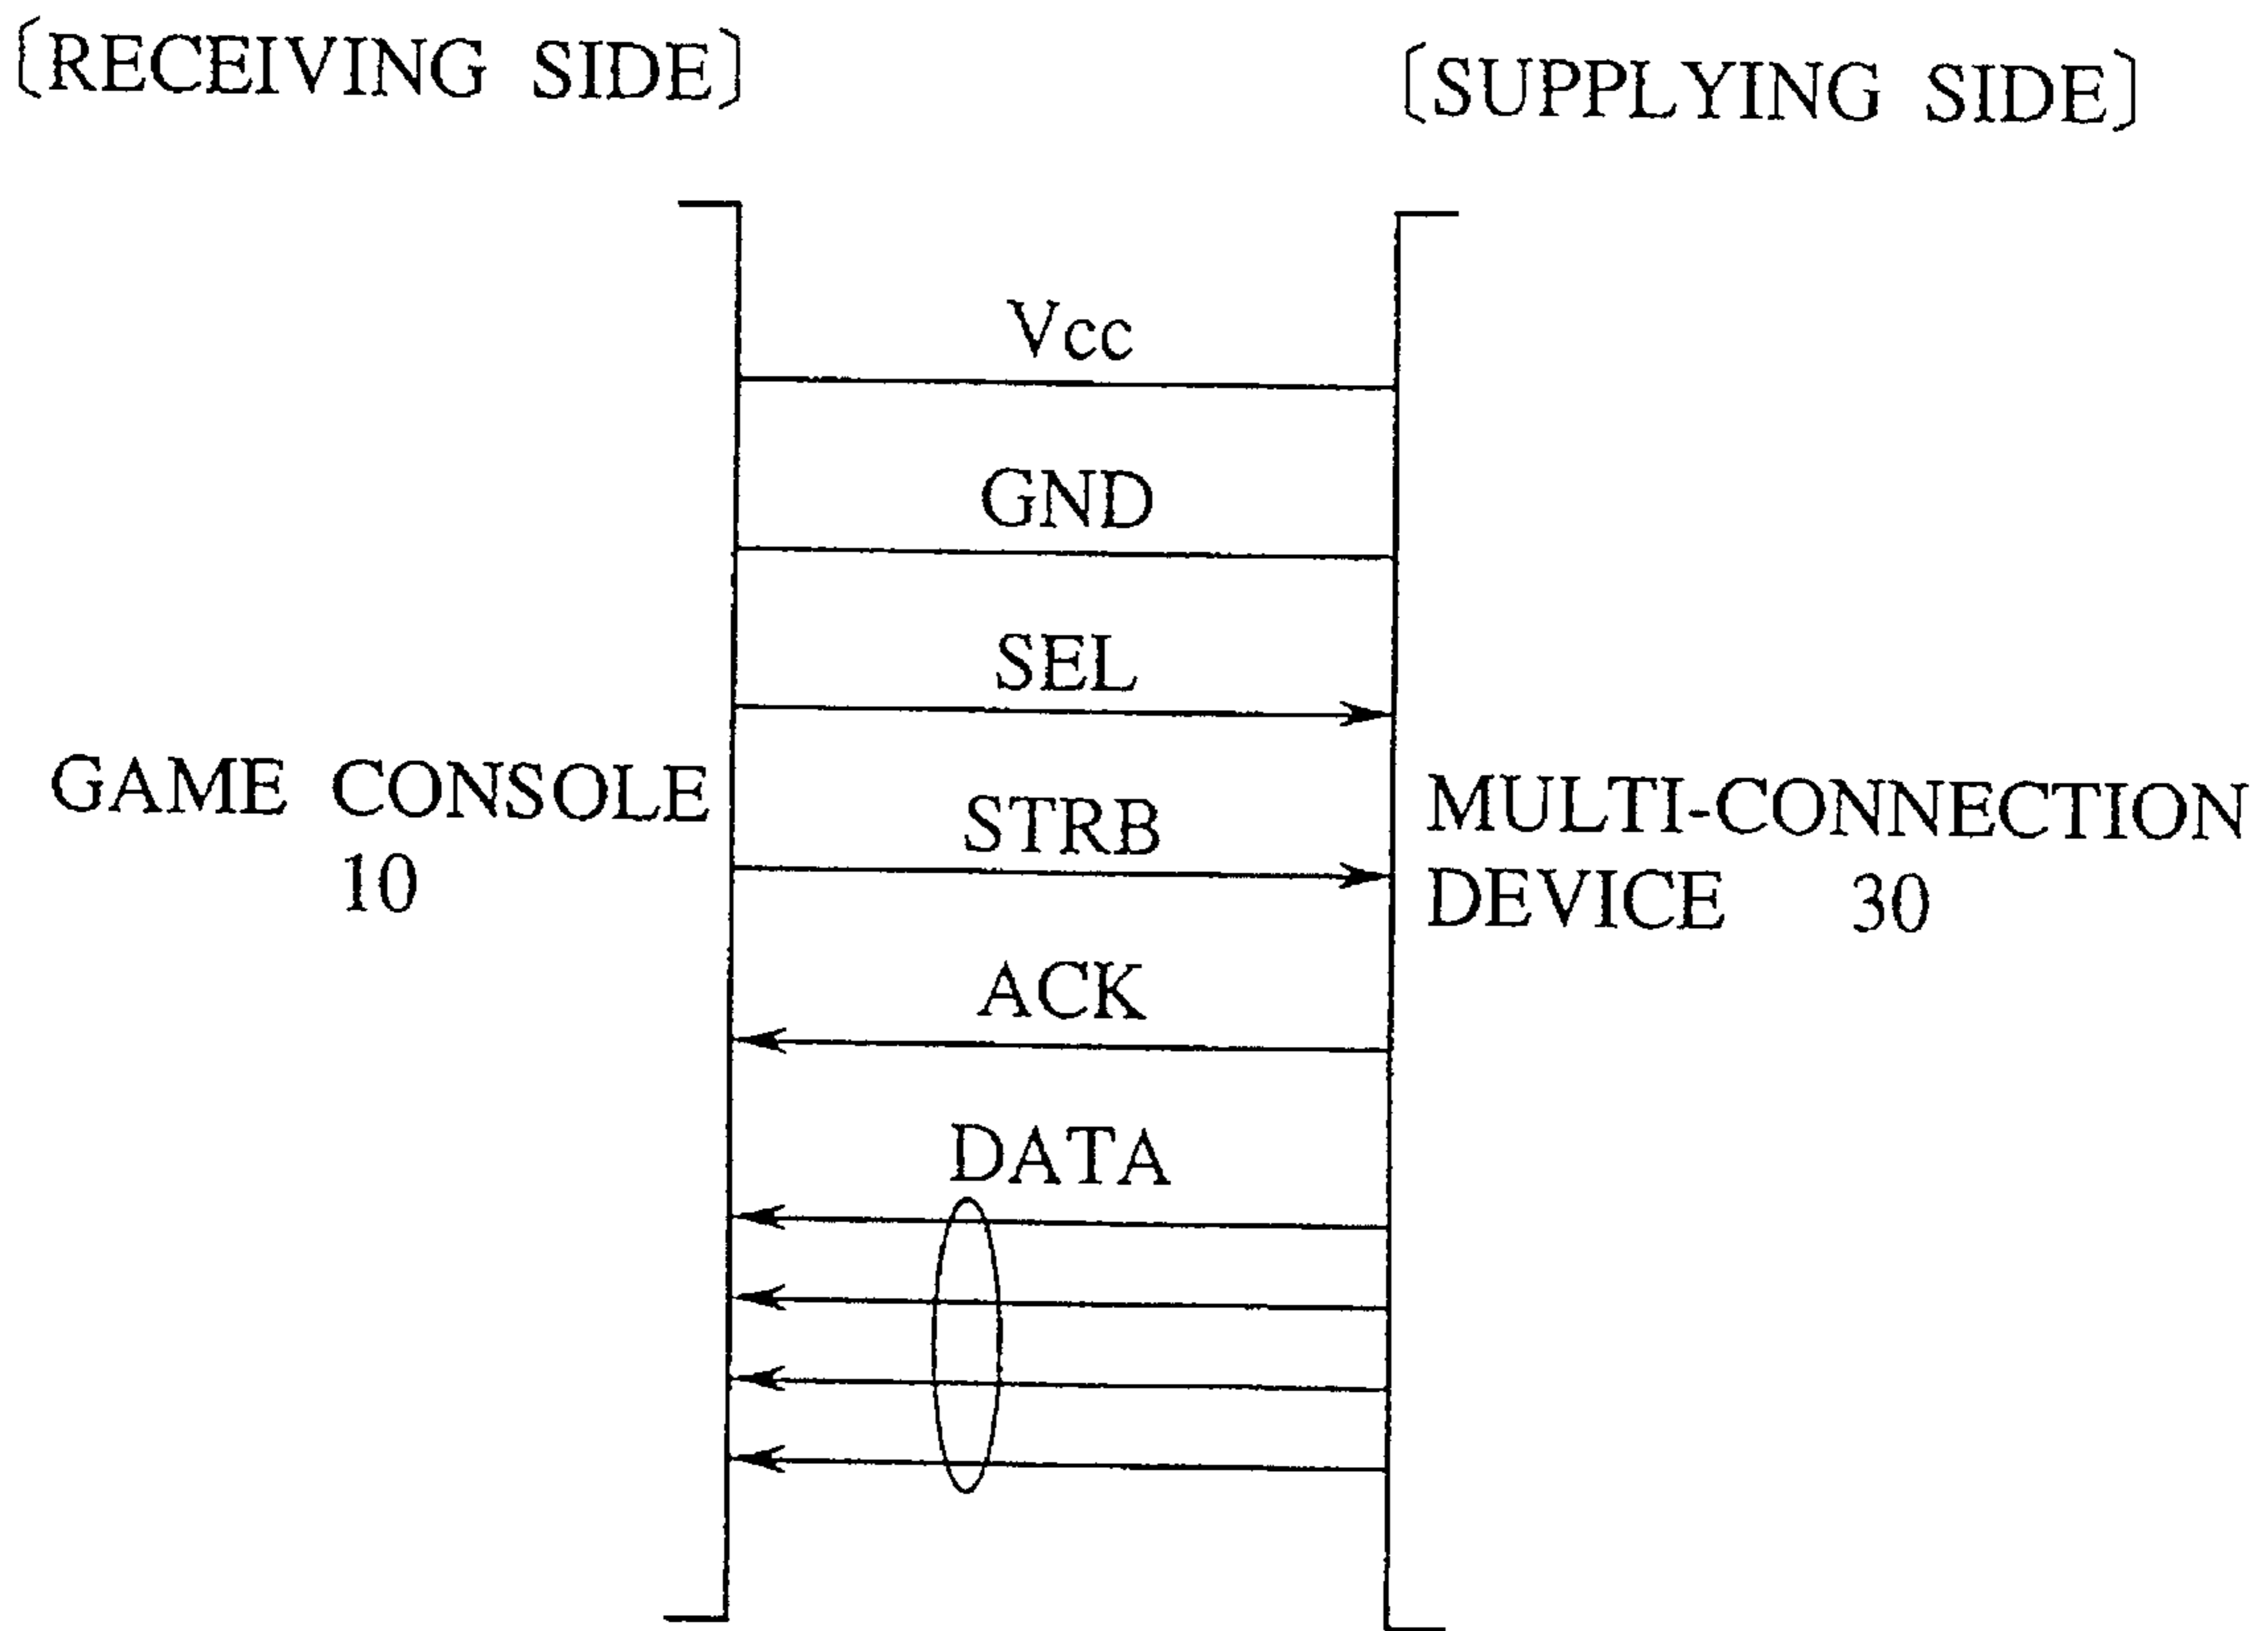 〔RECEIVING SIDE〕
〔SUPPLYING SIDE〕
Vcc
GND
SEL
GAME CONSOLE
10
STRB
MULTI-CONNECTION
DEVICE 30
ACK
DATA